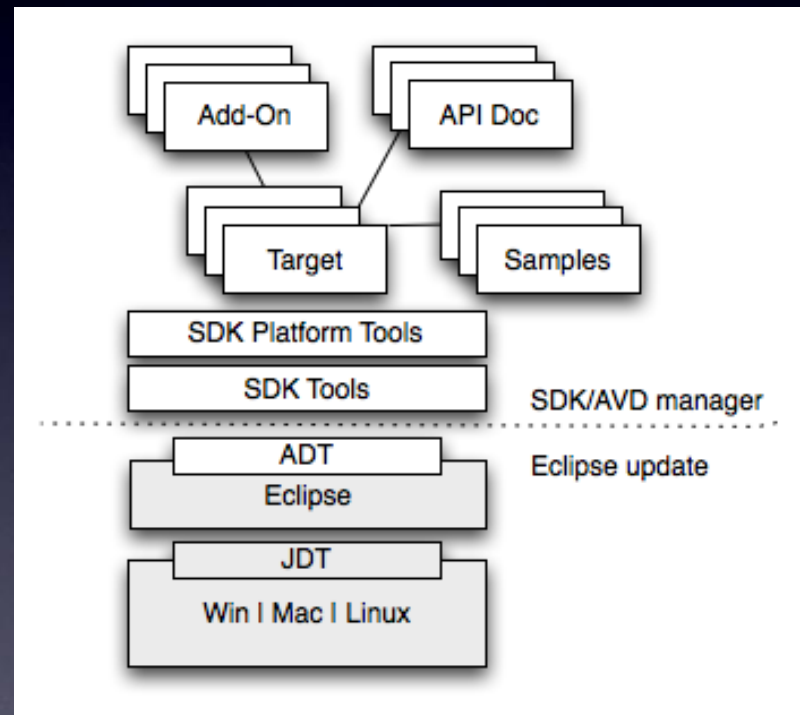 Add-On
API Doc
Target
Samples
SDK Platform Tools
SDK Tools
SDK/AVD manager
ADT
Eclipse update
Eclipse
JDT
Win | Mac | Linux